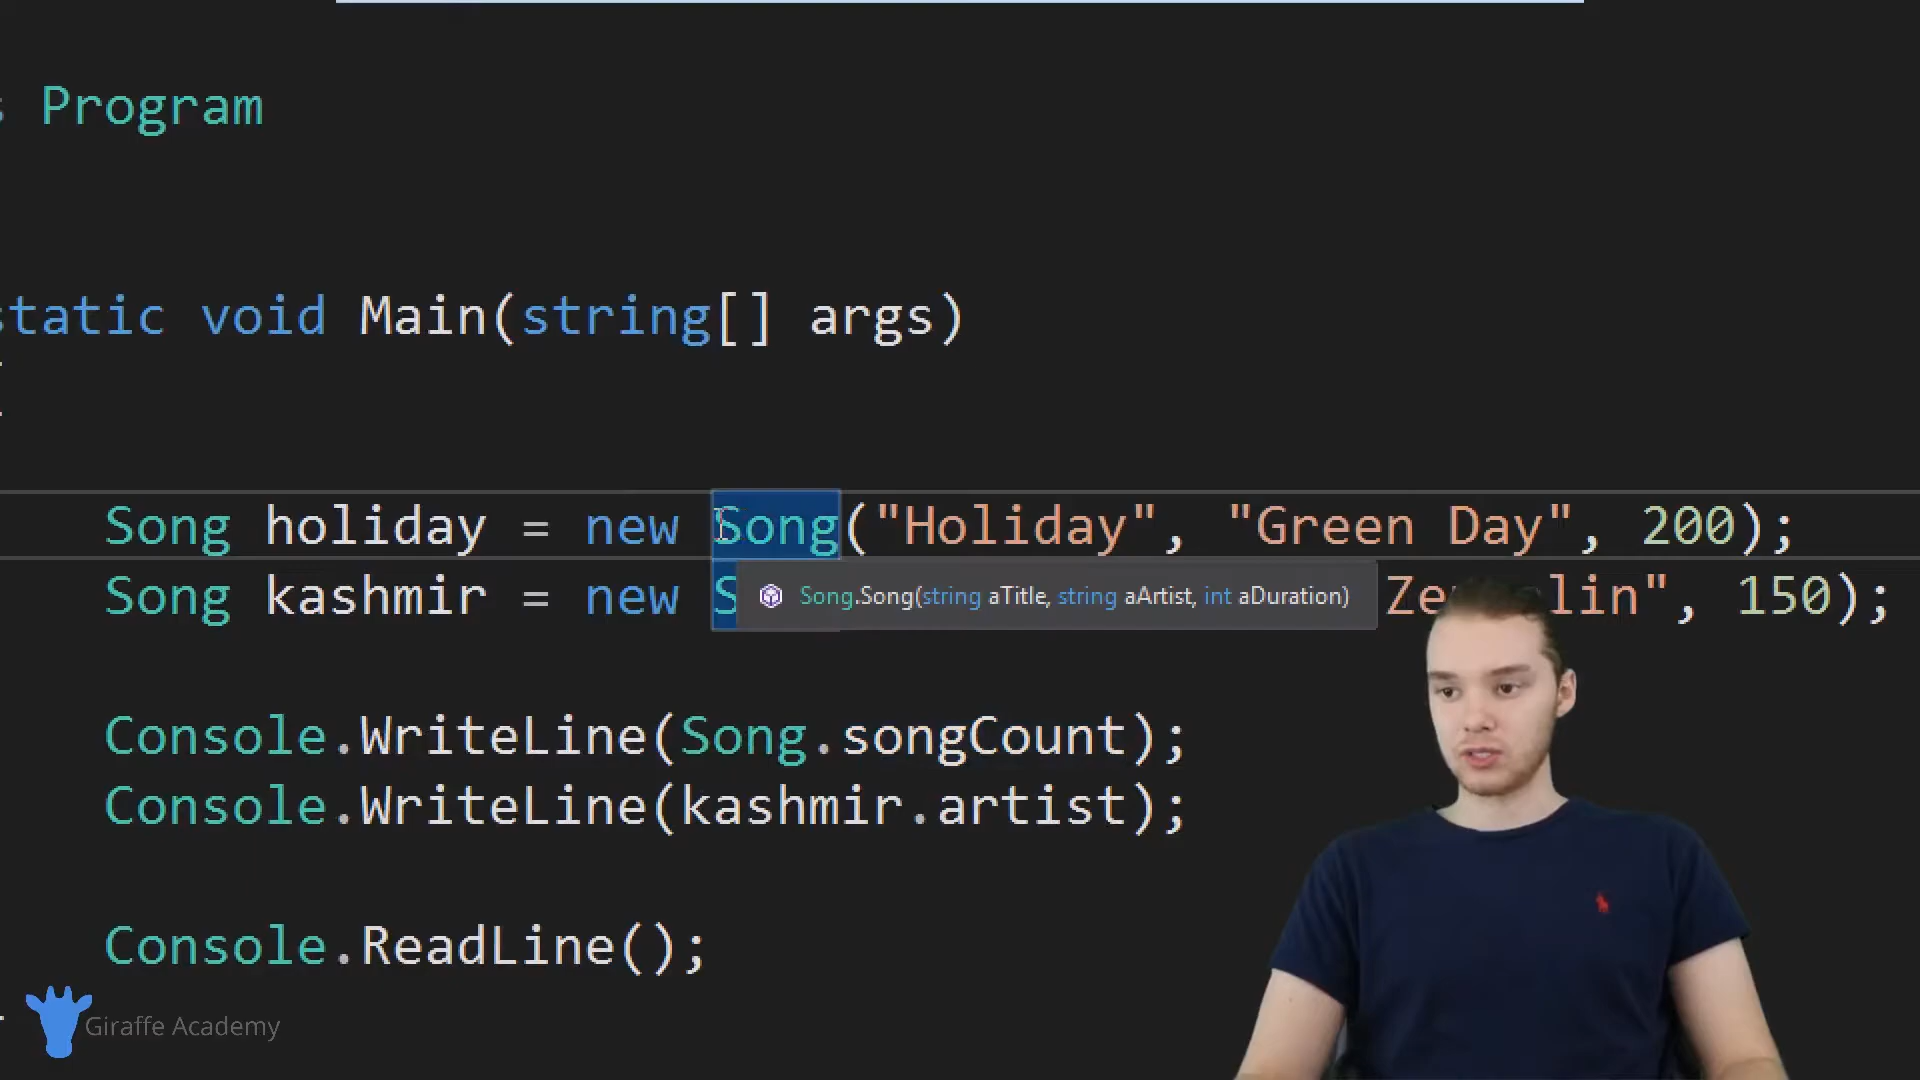 Program
static void Main(string[] args)
Song holiday = new Song("Holiday", "Green Day", 200);
Song kashmir = new S Song.Song(string aTitle, string aArtist, int aDuration) lin", 150);
Console.WriteLine(Song.songCount);
Console.WriteLine(kashmir.artist);
Console.ReadLine();
Giraffe Academy